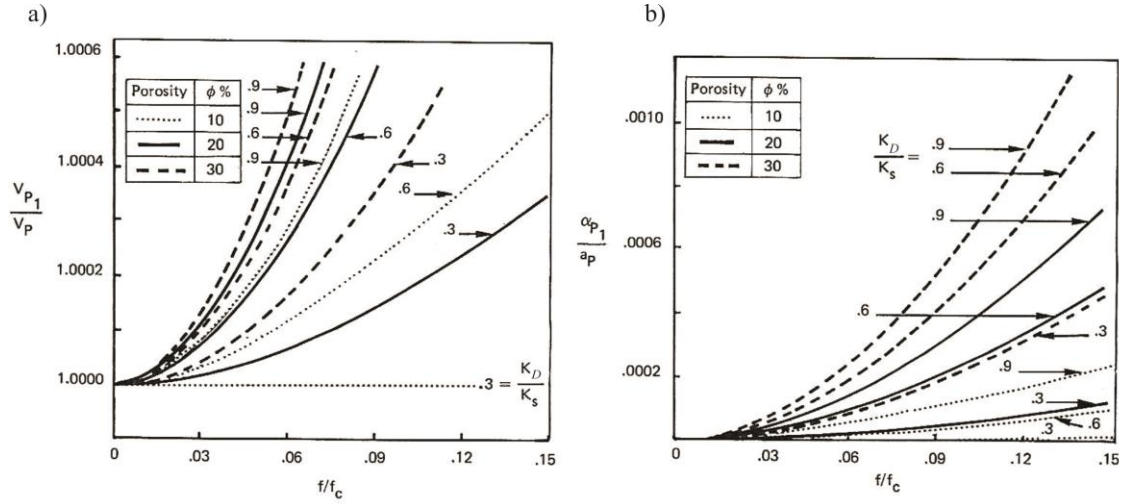 a)
1.0006
1.0004
1.0002
1.0000
V_P1
V_P
Porosity φ %
10
20
30
.9
.9
.6
.9
.6
.3
.6
.3
.3 = K_D
K_s
0 .03 .06 .09 .12 .15
f/f_c
b)
.0010
.0006
.0002
α_P1
a_P
Porosity φ %
10
20
30
K_D
K_s =
.9
.6
.9
.6
.3
.9
.3
.3
.6
0 .03 .06 .09 .12 .15
f/f_c